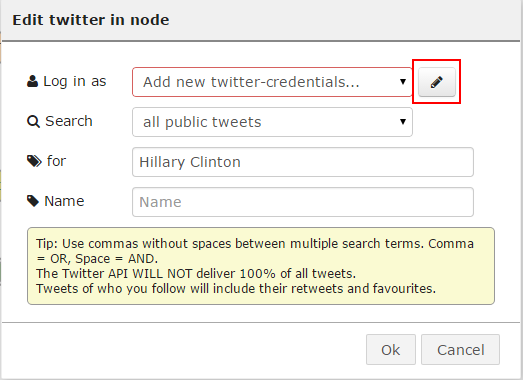 Edit twitter in node
Log in as
Add new twitter-credentials...
Search
all public tweets
for
Hillary Clinton
Name
Name
Tip: Use commas without spaces between multiple search terms. Comma
= OR, Space = AND.
The Twitter API WILL NOT deliver 100% of all tweets.
Tweets of who you follow will include their retweets and favourites.
Ok
Cancel